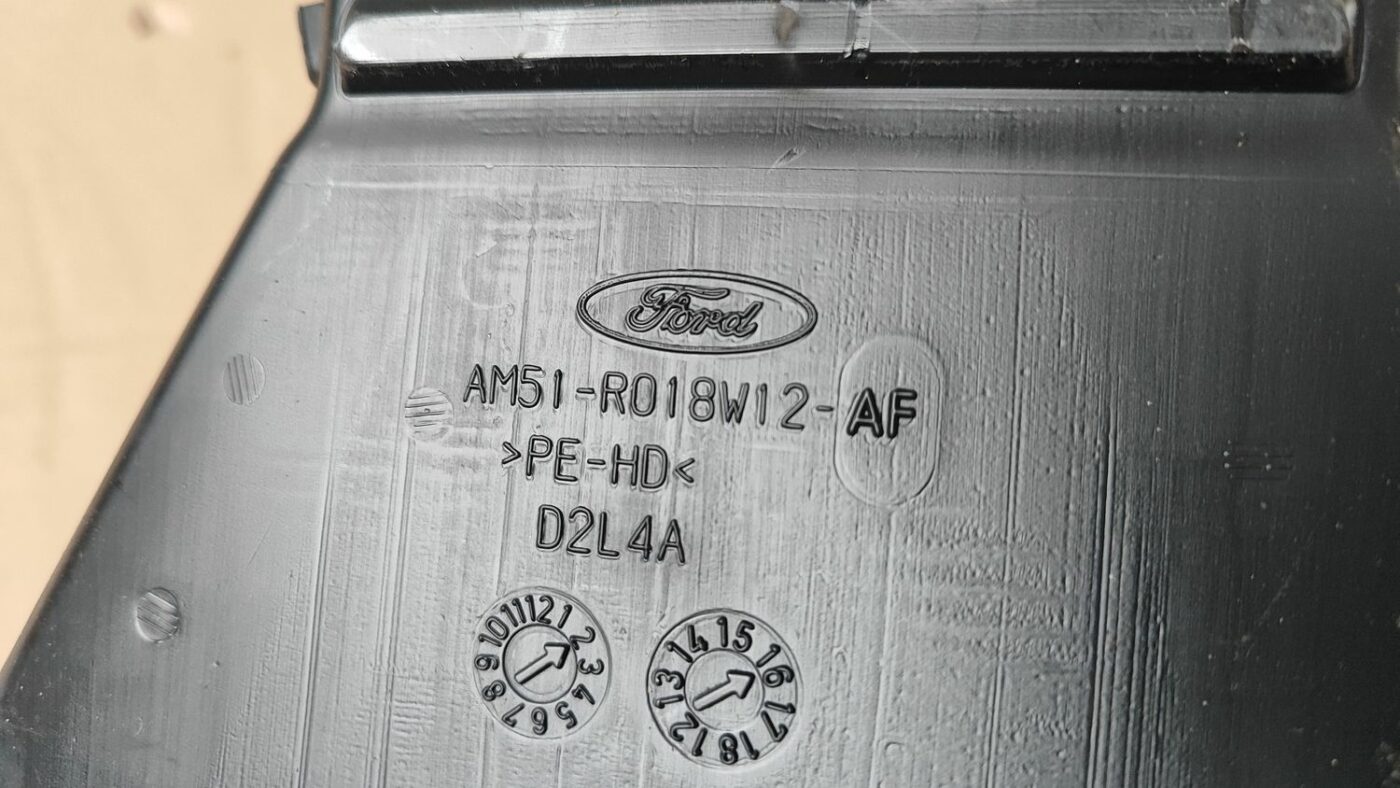 Ford
AM51-R018W12-AF
>PE-HD<
D2L4A
1 2 3 4 5 6 7 8 9 10 11 12
12 13 14 15 16 17 18